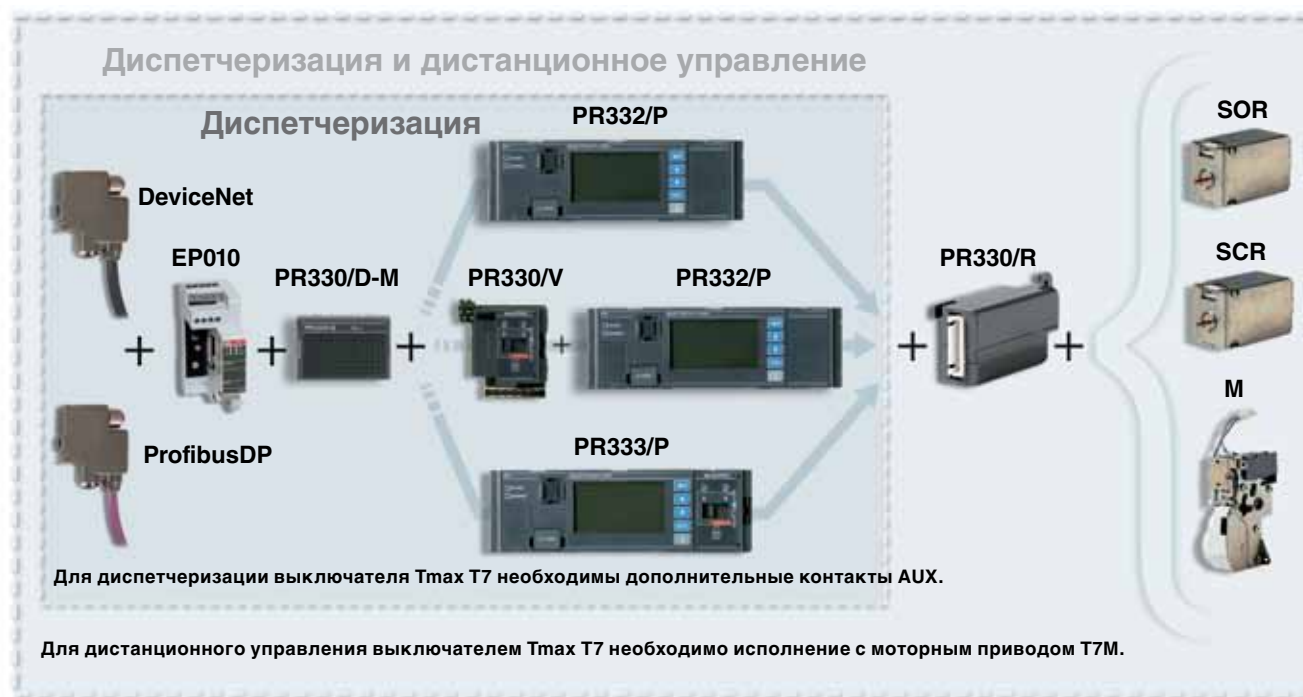 Диспетчеризация и дистанционное управление
Диспетчеризация
PR332/P
SOR
DeviceNet
EP010
PR330/D-M
PR330/V
PR332/P
PR330/R
SCR
+
+
+
+
+
+
M
ProfibusDP
PR333/P
Для диспетчеризации выключателя Tmax T7 необходимы дополнительные контакты AUX.
Для дистанционного управления выключателем Tmax T7 необходимо исполнение с моторным приводом T7M.